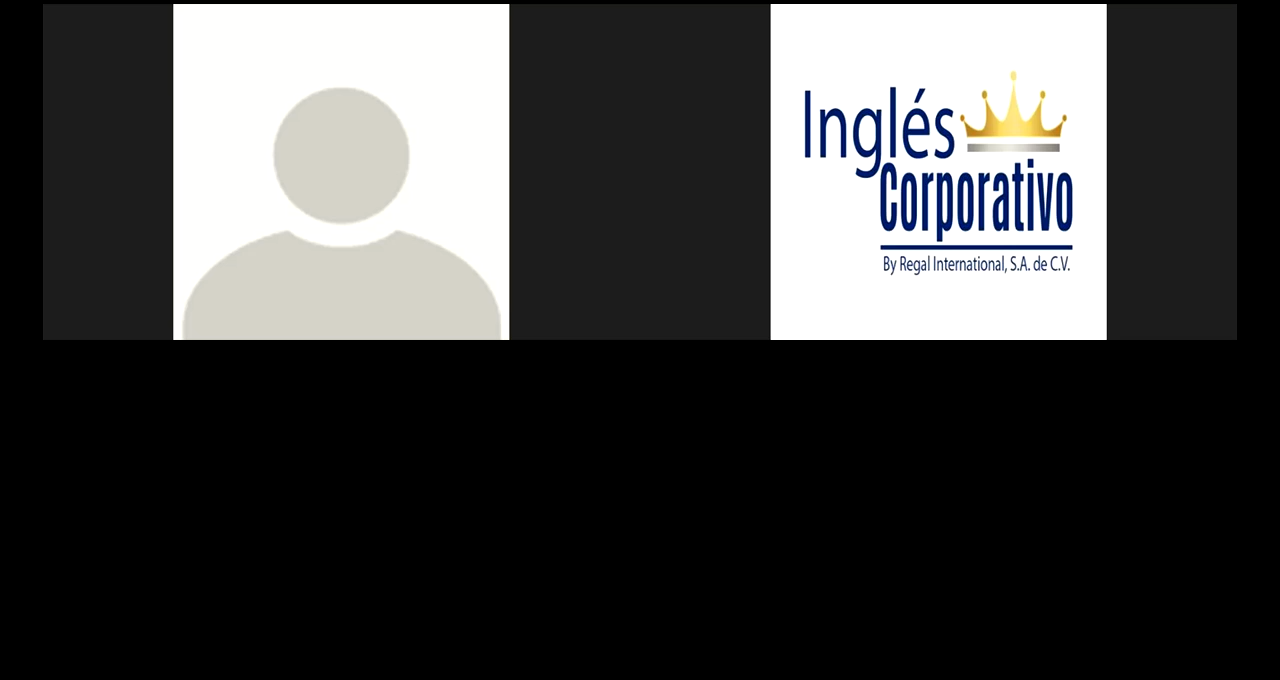 Inglés
Corporativo
By Regal International, S.A. de C.V.